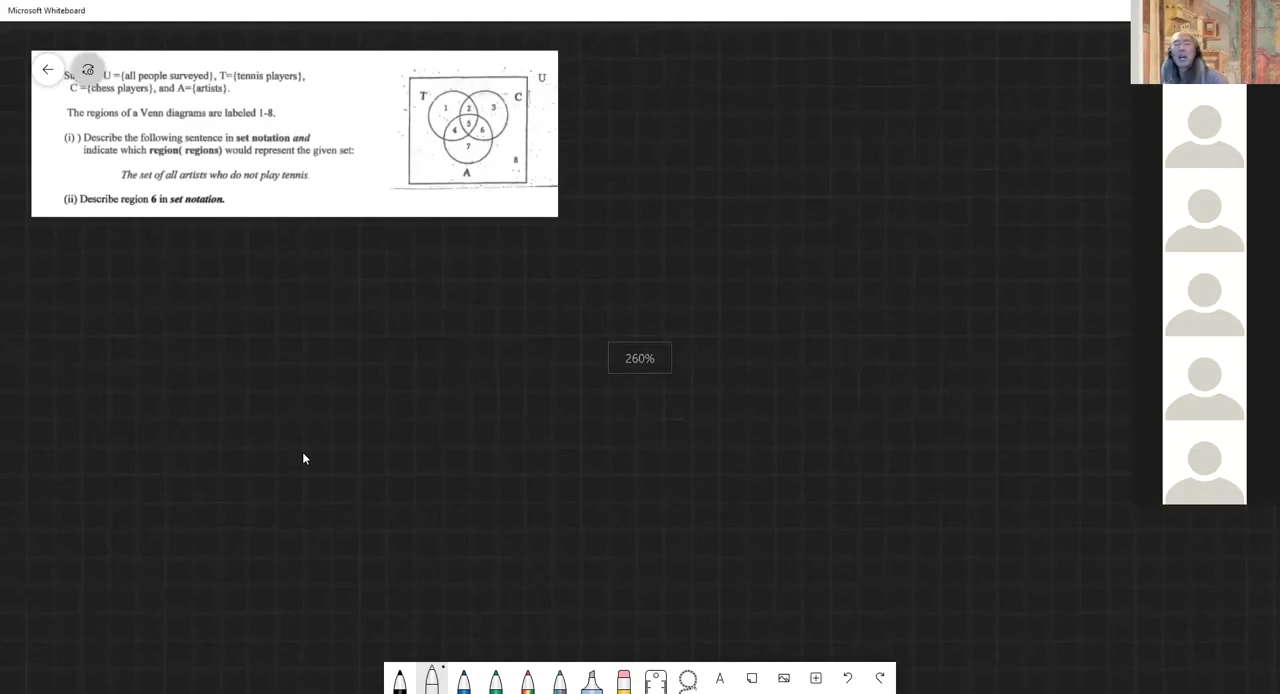 Microsoft Whiteboard
U ={all people surveyed}, T={tennis players},
C ={chess players}, and A={artists}.
The regions of a Venn diagrams are labeled 1-8.
(i) ) Describe the following sentence in set notation and
indicate which region( regions) would represent the given set:
The set of all artists who do not play tennis.
(ii) Describe region 6 in set notation.
U
T
C
1
2
3
5
4
6
7
8
A
260%
A